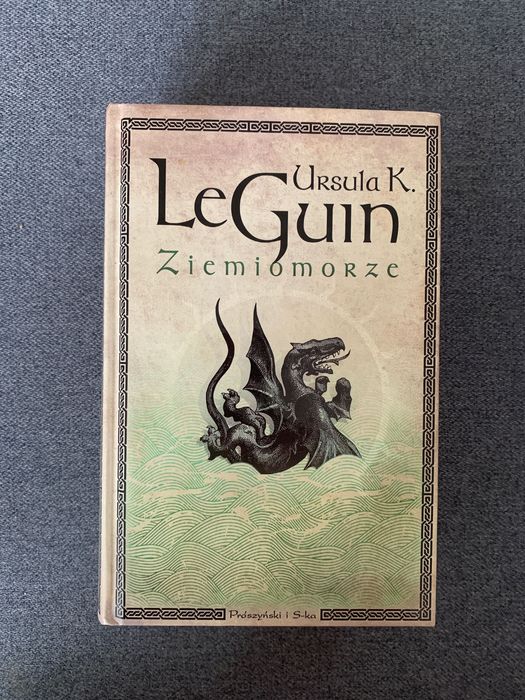 Ursula K.
LeGuin
Ziemiomorze
Prószyński i S-ka